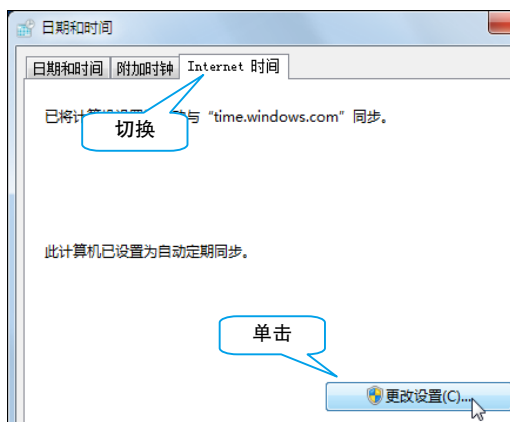 日期和时间
日期和时间 附加时钟 Internet 时间
已将计 与 “time.windows.com” 同步。
切换
此计算机已设置为自动定期同步。
单击
更改设置(C)...